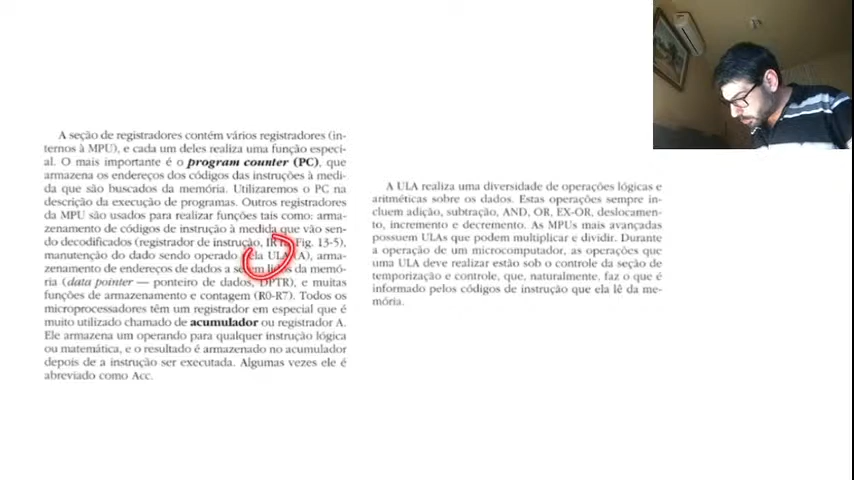 A seção de registradores contém vários registradores (in-
ternos à MPU), e cada um deles realiza uma função especi-
al. O mais importante é o program counter (PC), que
armazena os endereços dos códigos das instruções à medi-
da que são buscados da memória. Utilizaremos o PC na
descrição da execução de programas. Outros registradores
da MPU são usados para realizar funções tais como: arma-
zenamento de códigos de instrução à medida que vão sen-
do decodificados (registrador de instrução, IR Fig. 13-5),
manutenção do dado sendo operado pela ULA (A), arma-
zenamento de endereços de dados a serem lidos da memó-
ria (data pointer — ponteiro de dados, DPTR), e muitas
funções de armazenamento e contagem (R0-R7). Todos os
microprocessadores têm um registrador em especial que é
muito utilizado chamado de acumulador ou registrador A.
Ele armazena um operando para qualquer instrução lógica
ou matemática, e o resultado é armazenado no acumulador
depois de a instrução ser executada. Algumas vezes ele é
abreviado como Acc.
A ULA realiza uma diversidade de operações lógicas e
aritméticas sobre os dados. Estas operações sempre in-
cluem adição, subtração, AND, OR, EX-OR, deslocamen-
to, incremento e decremento. As MPUs mais avançadas
possuem ULAs que podem multiplicar e dividir. Durante
a operação de um microcomputador, as operações que
uma ULA deve realizar estão sob o controle da seção de
temporização e controle, que, naturalmente, faz o que é
informado pelos códigos de instrução que ela lê da me-
mória.